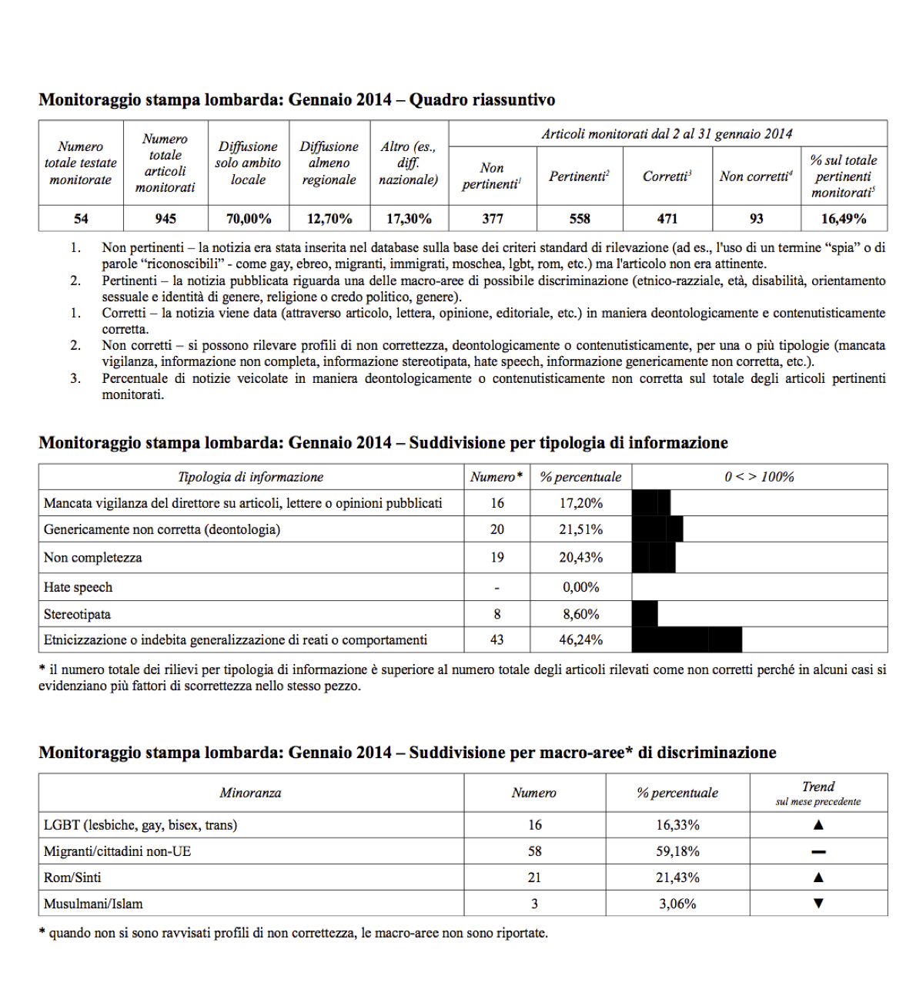 Monitoraggio stampa lombarda: Gennaio 2014 – Quadro riassuntivo
Numero totale testate monitorate
Numero totale articoli monitorati
Diffusione solo ambito locale
Diffusione almeno regionale
Altro (es., diff. nazionale)
Articoli monitorati dal 2 al 31 gennaio 2014
Non pertinenti1
Pertinenti2
Corretti3
Non corretti4
% sul totale pertinenti monitorati5
54 945 70,00% 12,70% 17,30% 377 558 471 93 16,49%
1. Non pertinenti – la notizia era stata inserita nel database sulla base dei criteri standard di rilevazione (ad es., l'uso di un termine “spia” o di
parole “riconoscibili” - come gay, ebreo, migranti, immigrati, moschea, lgbt, rom, etc.) ma l'articolo non era attinente.
2. Pertinenti – la notizia pubblicata riguarda una delle macro-aree di possibile discriminazione (etnico-razziale, età, disabilità, orientamento
sessuale e identità di genere, religione o credo politico, genere).
1. Corretti – la notizia viene data (attraverso articolo, lettera, opinione, editoriale, etc.) in maniera deontologicamente e contenutisticamente
corretta.
2. Non corretti – si possono rilevare profili di non correttezza, deontologicamente o contenutisticamente, per una o più tipologie (mancata
vigilanza, informazione non completa, informazione stereotipata, hate speech, informazione genericamente non corretta, etc.).
3. Percentuale di notizie veicolate in maniera deontologicamente o contenutisticamente non corretta sul totale degli articoli pertinenti
monitorati.
Monitoraggio stampa lombarda: Gennaio 2014 – Suddivisione per tipologia di informazione
Tipologia di informazione Numero* % percentuale 0 < > 100%
Mancata vigilanza del direttore su articoli, lettere o opinioni pubblicati 16 17,20%
Genericamente non corretta (deontologia) 20 21,51%
Non completezza 19 20,43%
Hate speech - 0,00%
Stereotipata 8 8,60%
Etnicizzazione o indebita generalizzazione di reati o comportamenti 43 46,24%
* il numero totale dei rilievi per tipologia di informazione è superiore al numero totale degli articoli rilevati come non corretti perché in alcuni casi si
evidenziano più fattori di scorrettezza nello stesso pezzo.
Monitoraggio stampa lombarda: Gennaio 2014 – Suddivisione per macro-aree* di discriminazione
Minoranza Numero % percentuale Trend
sul mese precedente
LGBT (lesbiche, gay, bisex, trans) 16 16,33% ▲
Migranti/cittadini non-UE 58 59,18% –
Rom/Sinti 21 21,43% ▲
Musulmani/Islam 3 3,06% ▼
* quando non si sono ravvisati profili di non correttezza, le macro-aree non sono riportate.